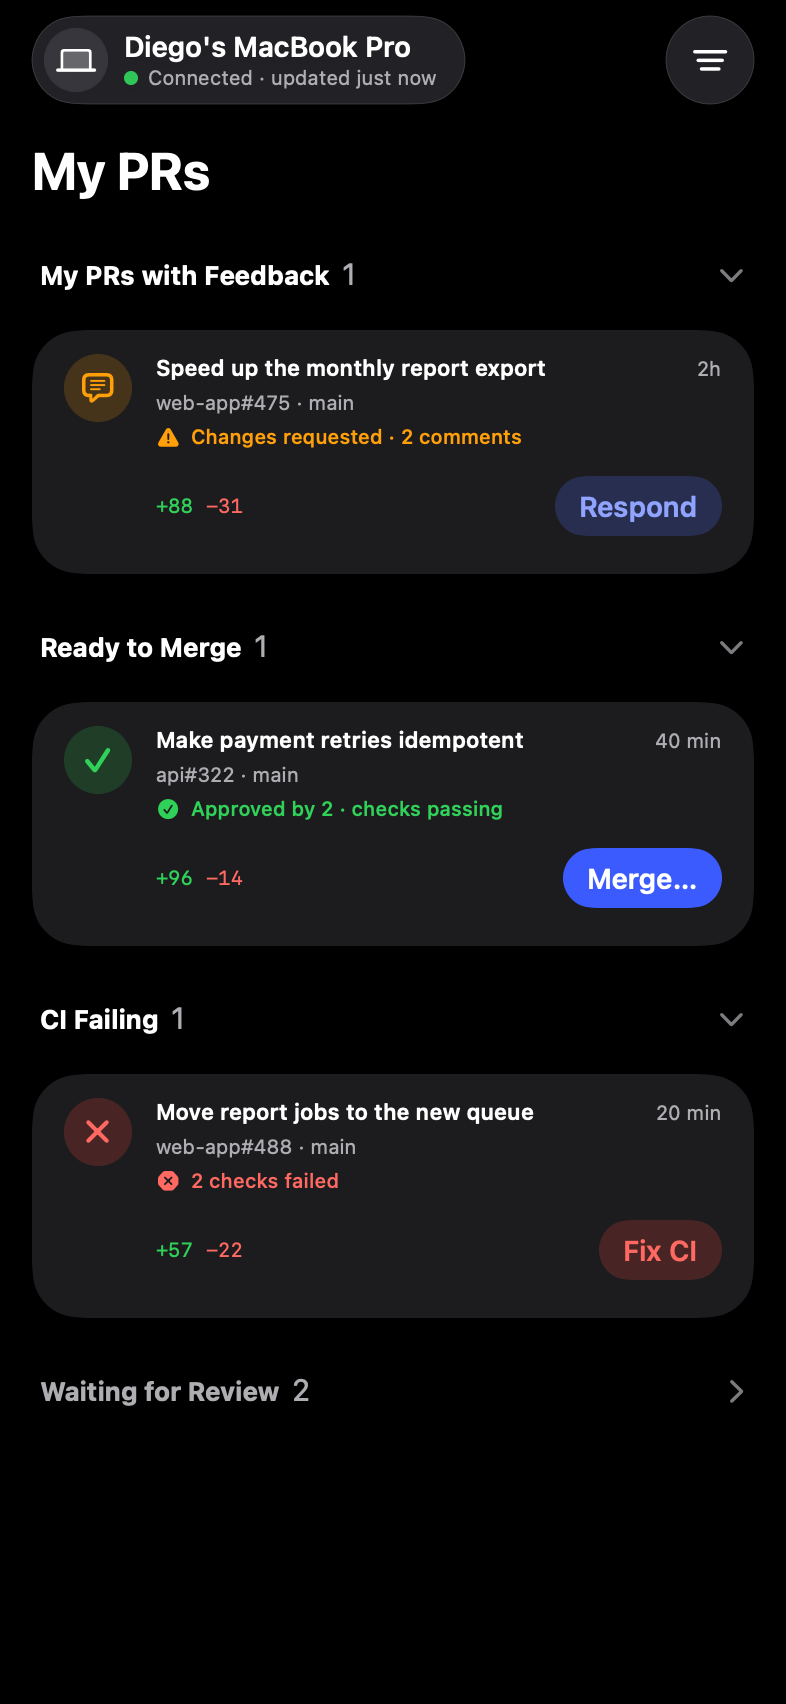 Diego's MacBook Pro
Connected · updated just now
My PRs
My PRs with Feedback 1
Speed up the monthly report export 2h
web-app#475 · main
Changes requested · 2 comments
+88 −31 Respond
Ready to Merge 1
Make payment retries idempotent 40 min
api#322 · main
Approved by 2 · checks passing
+96 −14 Merge...
CI Failing 1
Move report jobs to the new queue 20 min
web-app#488 · main
2 checks failed
+57 −22 Fix CI
Waiting for Review 2